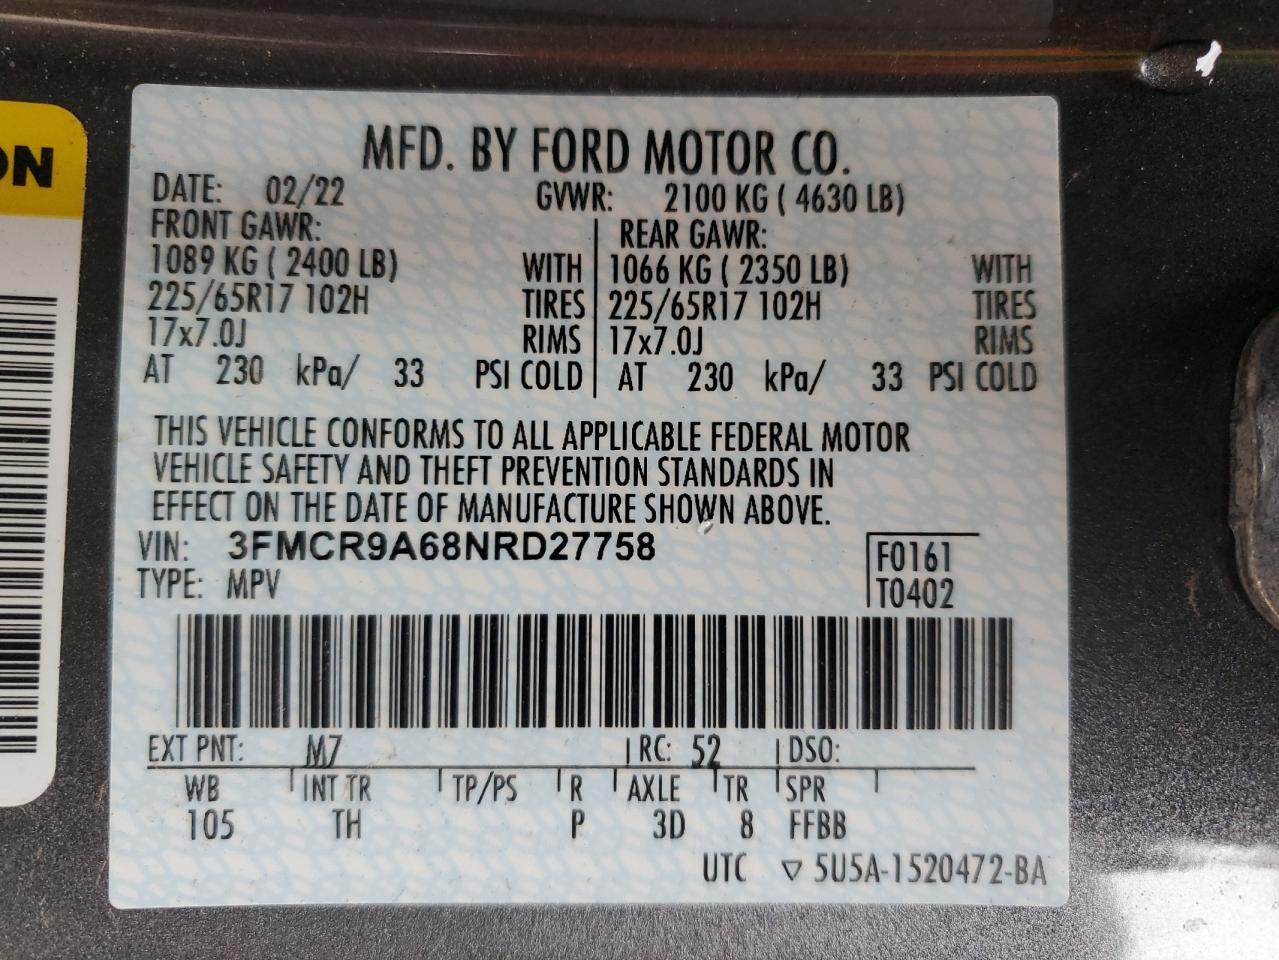 ON
MFD. BY FORD MOTOR CO.
DATE: 02/22 GVWR: 2100 KG ( 4630 LB)
FRONT GAWR: REAR GAWR:
1089 KG ( 2400 LB) WITH 1066 KG ( 2350 LB) WITH
225/65R17 102H TIRES 225/65R17 102H TIRES
17x7.0J RIMS 17x7.0J RIMS
AT 230 kPa/ 33 PSI COLD AT 230 kPa/ 33 PSI COLD
THIS VEHICLE CONFORMS TO ALL APPLICABLE FEDERAL MOTOR
VEHICLE SAFETY AND THEFT PREVENTION STANDARDS IN
EFFECT ON THE DATE OF MANUFACTURE SHOWN ABOVE.
VIN: 3FMCR9A68NRD27758 F0161
TYPE: MPV T0402
EXT PNT: M7 RC: 52 DSO:
WB INT TR TP/PS R AXLE TR SPR
105 TH P 3D 8 FFBB
UTC ▽ 5U5A-1520472-BA